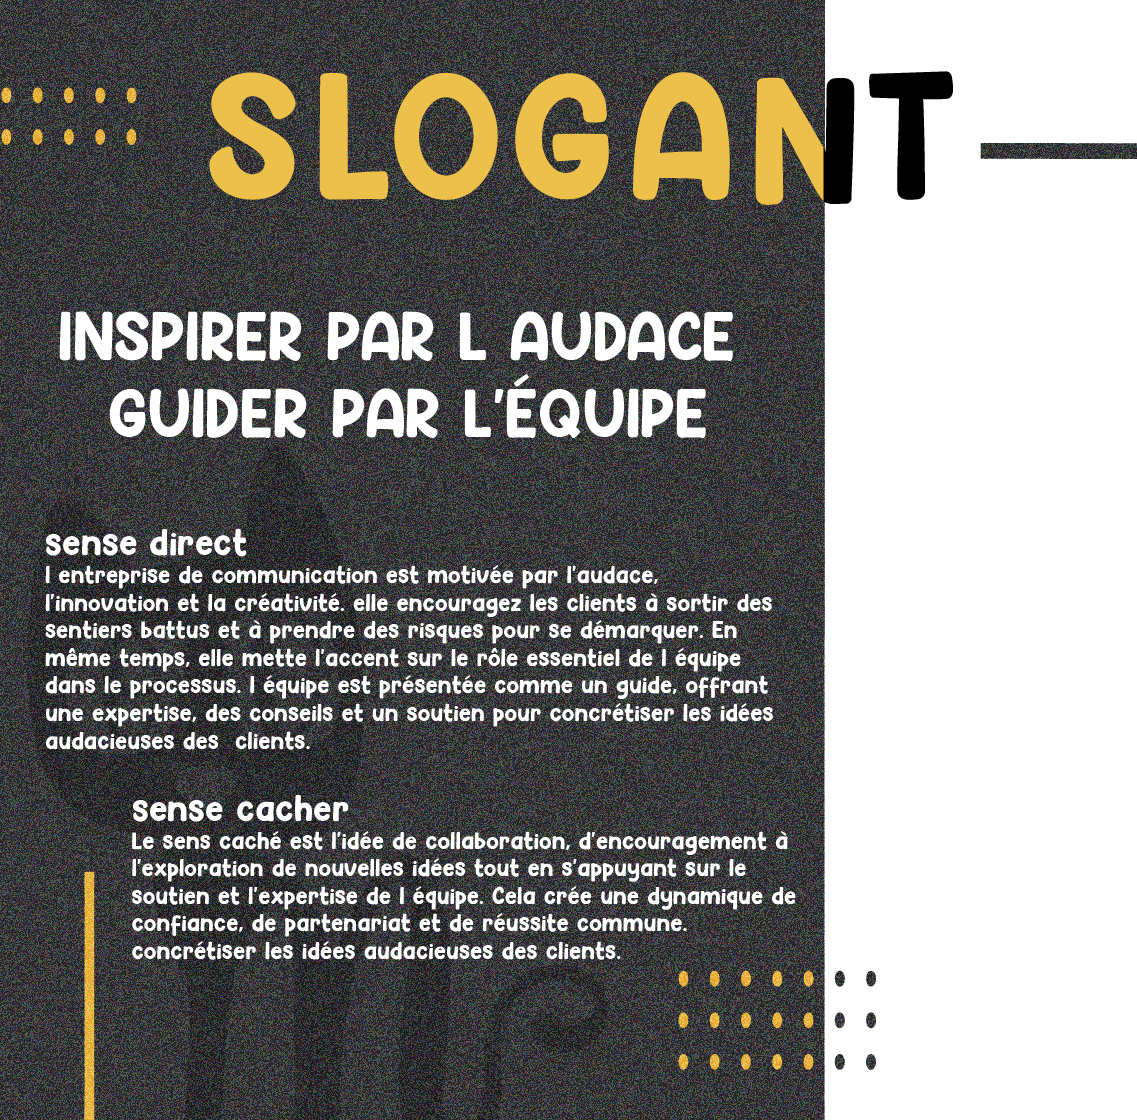 SLOGANT
INSPIRER PAR L AUDACE
GUIDER PAR L'ÉQUIPE
sense direct
l entreprise de communication est motivée par l'audace,
l'innovation et la créativité. elle encouragez les clients à sortir des
sentiers battus et à prendre des risques pour se démarquer. En
même temps, elle mette l'accent sur le rôle essentiel de l équipe
dans le processus. l équipe est présentée comme un guide, offrant
une expertise, des conseils et un soutien pour concrétiser les idées
audacieuses des  clients.
sense cacher
Le sens caché est l'idée de collaboration, d'encouragement à
l'exploration de nouvelles idées tout en s'appuyant sur le
soutien et l'expertise de l équipe. Cela crée une dynamique de
confiance, de partenariat et de réussite commune.
concrétiser les idées audacieuses des clients.